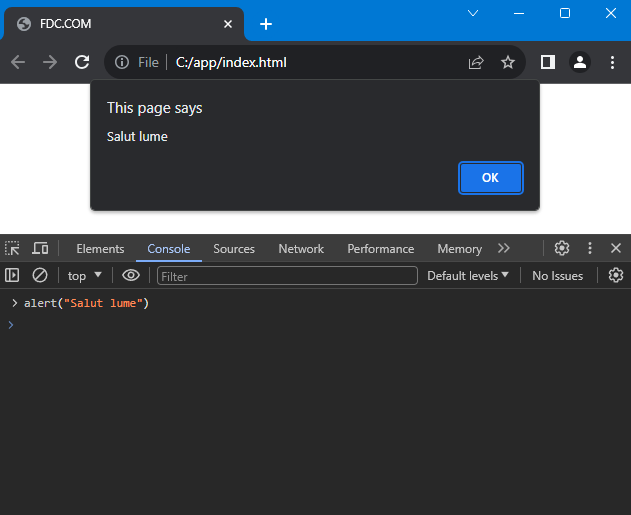 FDC.COM
File C:/app/index.html
This page says
Salut lume
OK
Elements Console Sources Network Performance Memory
top Filter Default levels No Issues
alert("Salut lume")